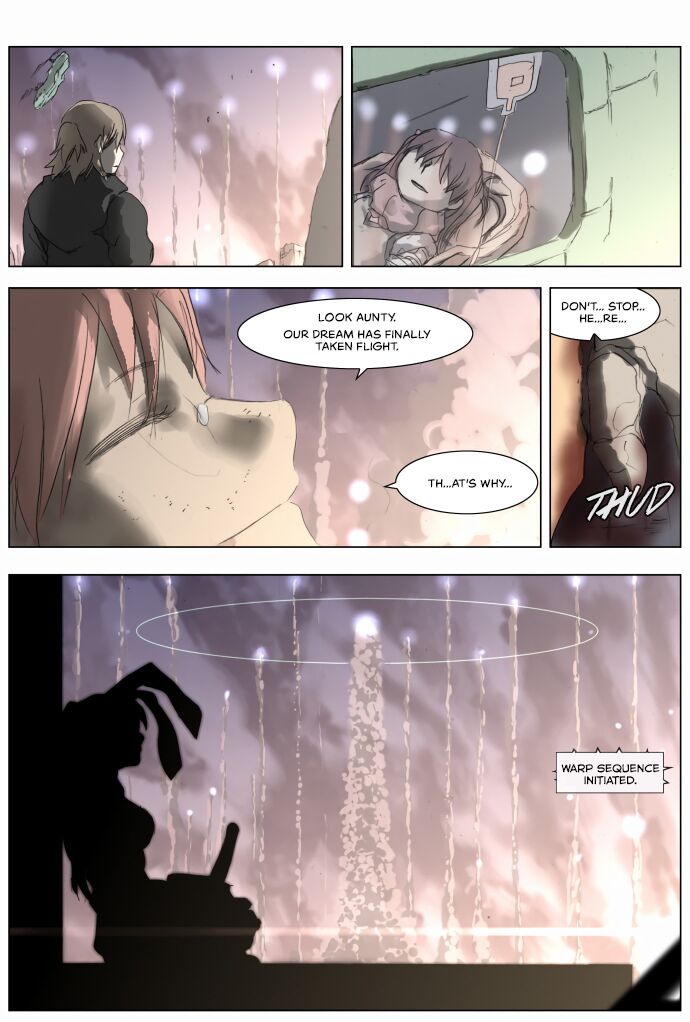 LOOK AUNTY.
OUR DREAM HAS FINALLY
TAKEN FLIGHT.
TH...AT'S WHY...
DON'T... STOP...
HE...RE...
THUD
WARP SEQUENCE
INITIATED.